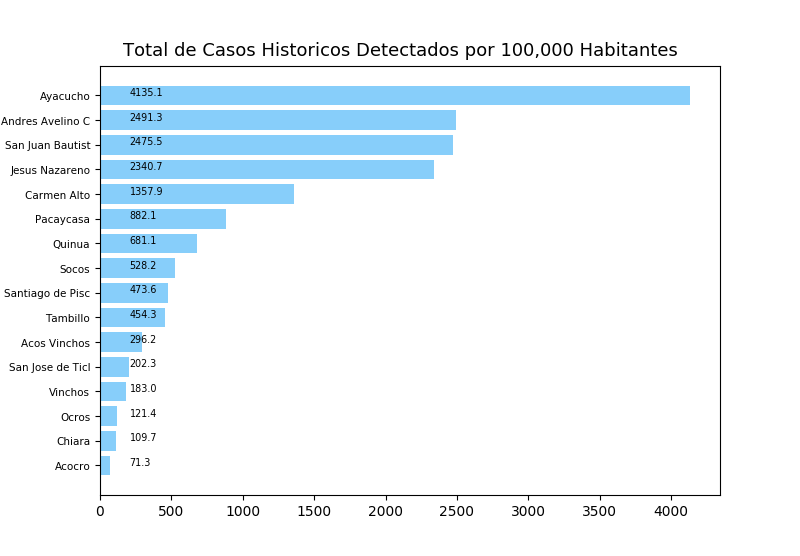 Total de Casos Historicos Detectados por 100,000 Habitantes
Ayacucho 4135.1
Andres Avelino C 2491.3
San Juan Bautist 2475.5
Jesus Nazareno 2340.7
Carmen Alto 1357.9
Pacaycasa 882.1
Quinua 681.1
Socos 528.2
Santiago de Pisc 473.6
Tambillo 454.3
Acos Vinchos 296.2
San Jose de Ticl 202.3
Vinchos 183.0
Ocros 121.4
Chiara 109.7
Acocro 71.3
0 500 1000 1500 2000 2500 3000 3500 4000